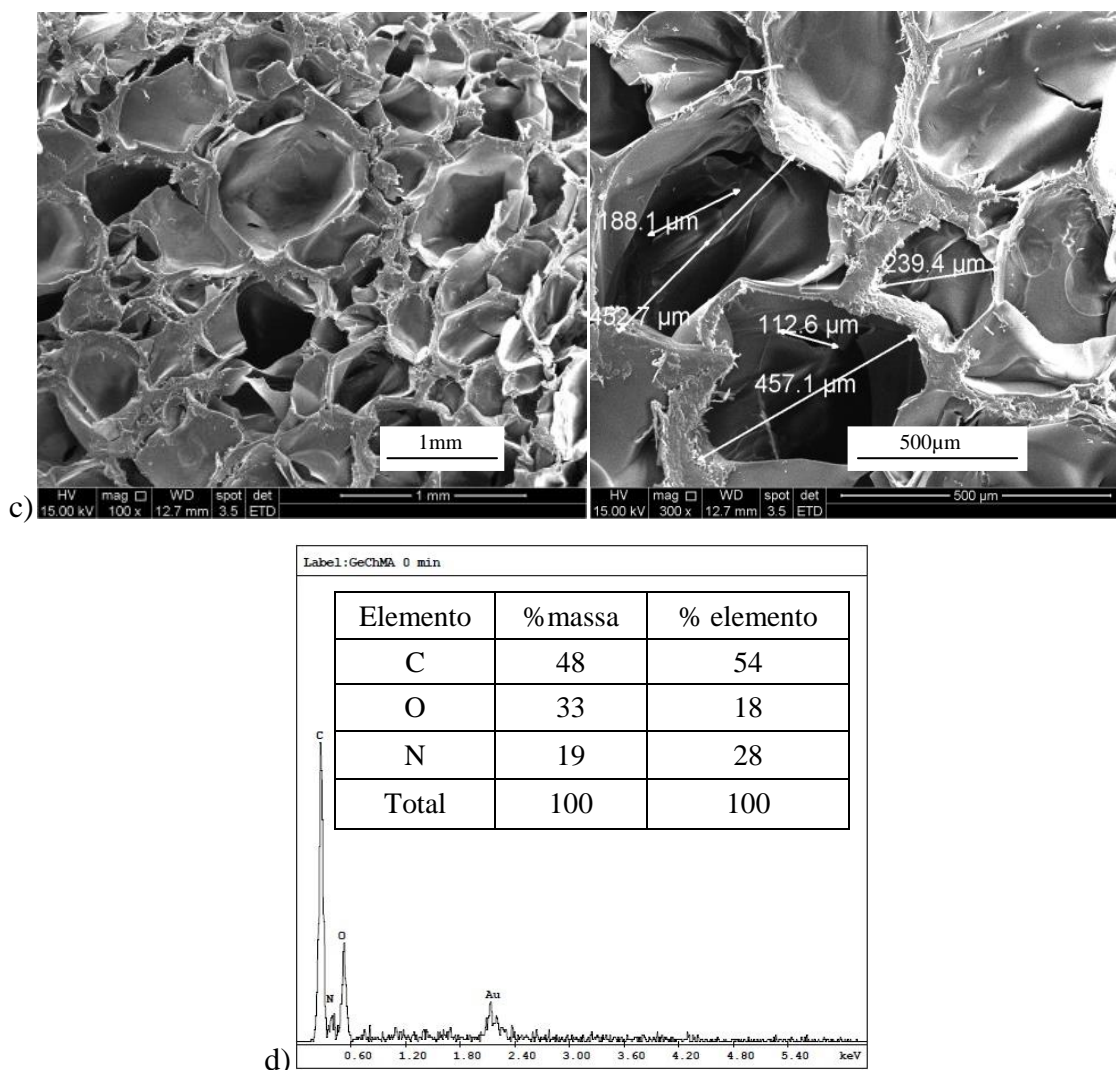 188.1 µm
239.4 µm
452.7 µm
112.6 µm
457.1 µm
1mm
500µm
HV mag WD spot det
15.00 kV 100 x 12.7 mm 3.5 ETD
1 mm
HV mag WD spot det
15.00 kV 300 x 12.7 mm 3.5 ETD
500 µm
c)
Label:GeChMA 0 min
Elemento %massa % elemento
C 48 54
O 33 18
N 19 28
Total 100 100
C
O
N
Au
0.60 1.20 1.80 2.40 3.00 3.60 4.20 4.80 5.40 keV
d)